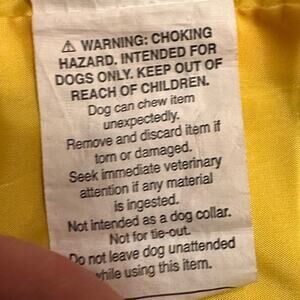 ⚠ WARNING: CHOKING
HAZARD. INTENDED FOR
DOGS ONLY. KEEP OUT OF
REACH OF CHILDREN.
Dog can chew item
unexpectedly.
Remove and discard item if
torn or damaged.
Seek immediate veterinary
attention if any material
is ingested.
Not intended as a dog collar.
Not for tie-out.
Do not leave dog unattended
while using this item.